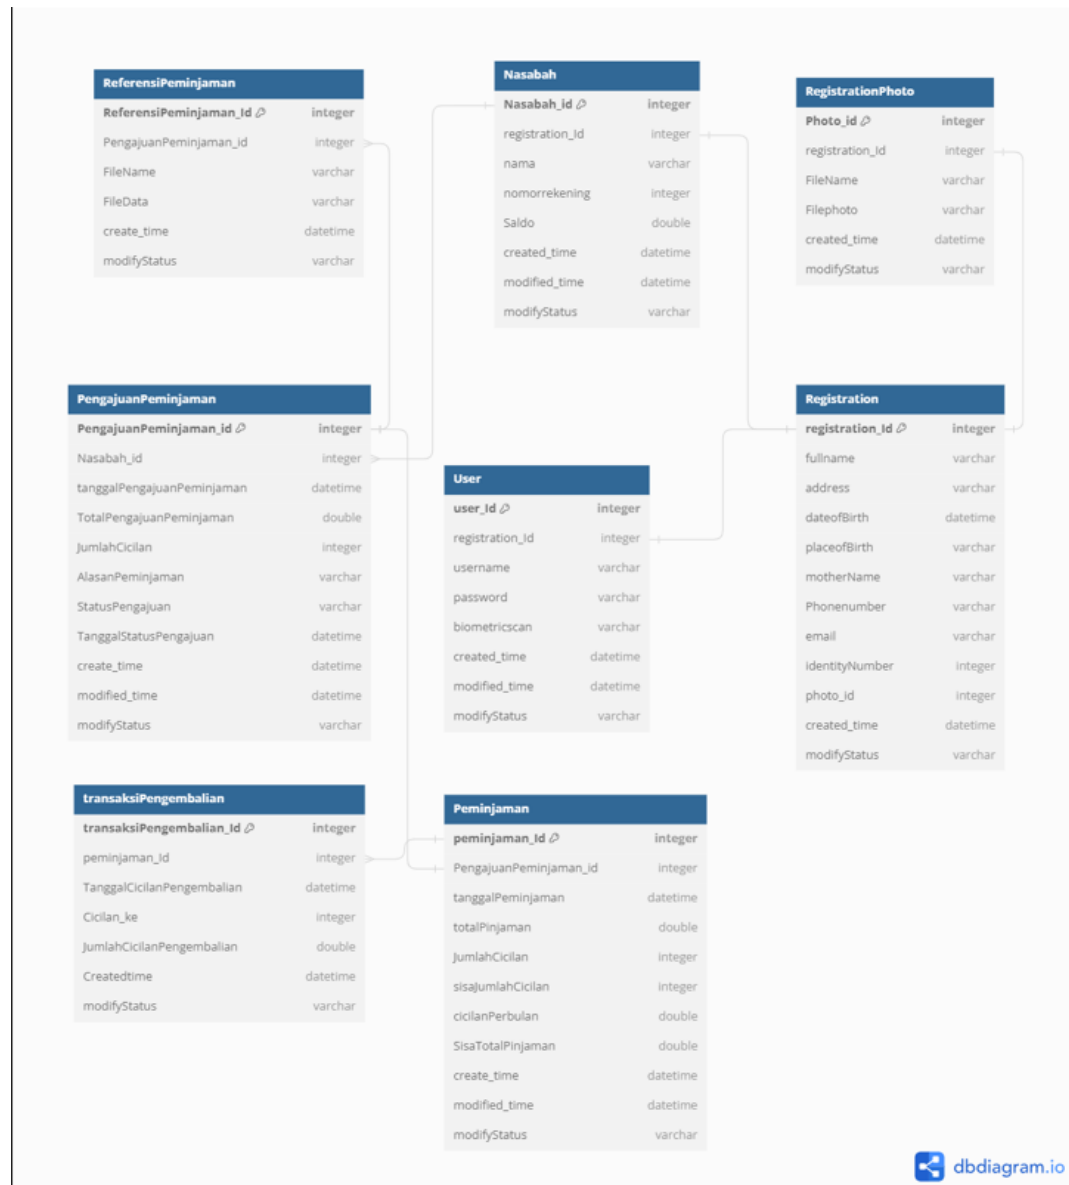 ReferensiPeminjaman
ReferensiPeminjaman_Id integer
PengajuanPeminjaman_id integer
FileName varchar
FileData varchar
create_time datetime
modifyStatus varchar
Nasabah
Nasabah_id integer
registration_Id integer
nama varchar
nomorrekening integer
Saldo double
created_time datetime
modified_time datetime
modifyStatus varchar
RegistrationPhoto
Photo_id integer
registration_Id integer
FileName varchar
Filephoto varchar
created_time datetime
modifyStatus varchar
PengajuanPeminjaman
PengajuanPeminjaman_id integer
Nasabah_id integer
tanggalPengajuanPeminjaman datetime
TotalPengajuanPeminjaman double
JumlahCicilan integer
AlasanPeminjaman varchar
StatusPengajuan varchar
TanggalStatusPengajuan datetime
create_time datetime
modified_time datetime
modifyStatus varchar
User
user_Id integer
registration_Id integer
username varchar
password varchar
biometricscan varchar
created_time datetime
modified_time datetime
modifyStatus varchar
Registration
registration_Id integer
fullname varchar
address varchar
dateofBirth datetime
placeofBirth varchar
motherName varchar
Phonenumber varchar
email varchar
identityNumber integer
photo_id integer
created_time datetime
modifyStatus varchar
transaksiPengembalian
transaksiPengembalian_Id integer
peminjaman_Id integer
TanggalCicilanPengembalian datetime
Cicilan_ke integer
JumlahCicilanPengembalian double
Createdtime datetime
modifyStatus varchar
Peminjaman
peminjaman_Id integer
PengajuanPeminjaman_id integer
tanggalPeminjaman datetime
totalPinjaman double
JumlahCicilan integer
sisaJumlahCicilan integer
cicilanPerbulan double
SisaTotalPinjaman double
create_time datetime
modified_time datetime
modifyStatus varchar
dbdiagram.io